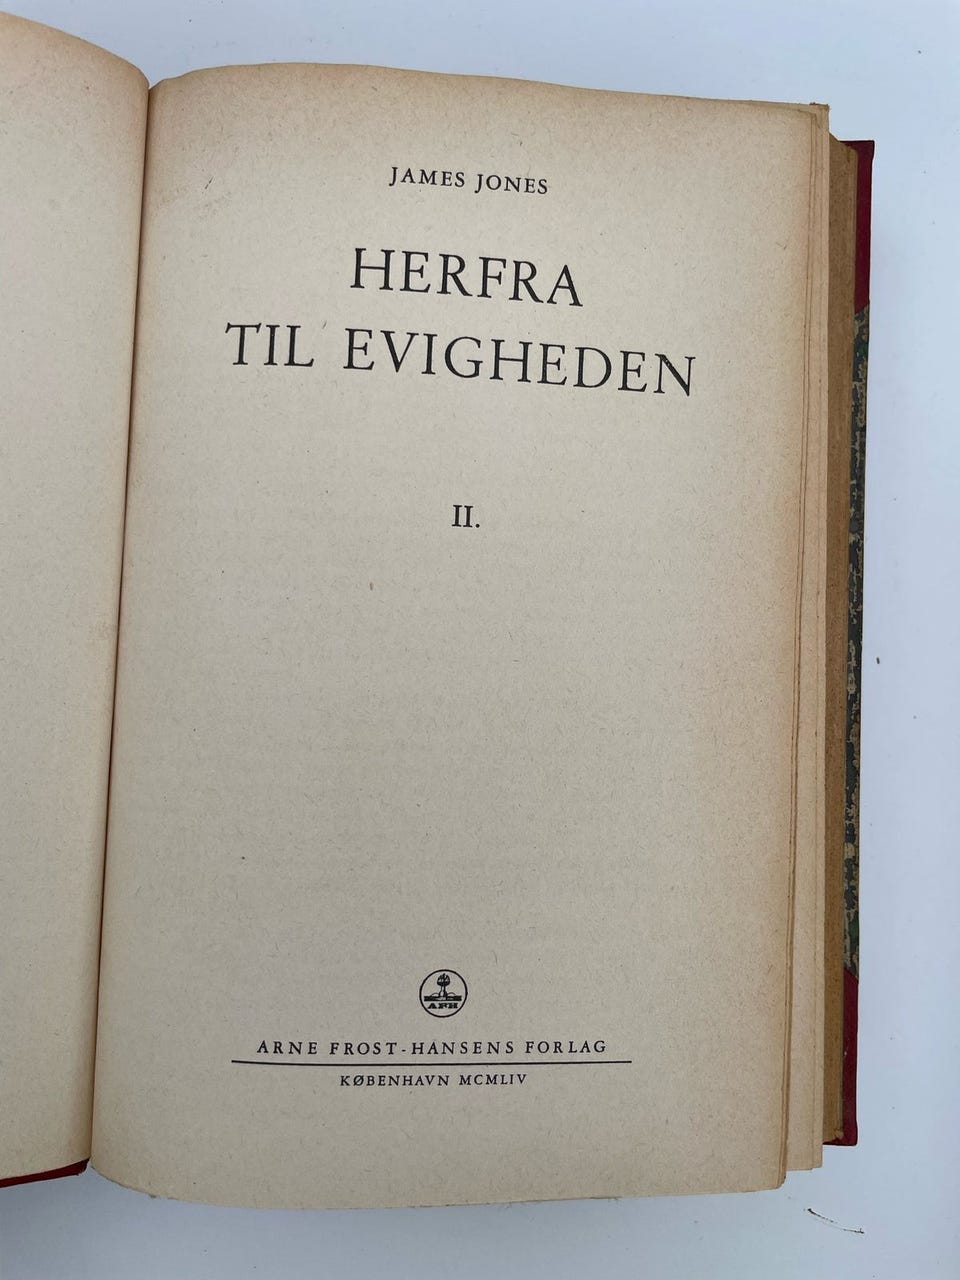 JAMES JONES
HERFRA
TIL EVIGHEDEN
II.
AFH
ARNE FROST-HANSENS FORLAG
KØBENHAVN MCMLIV